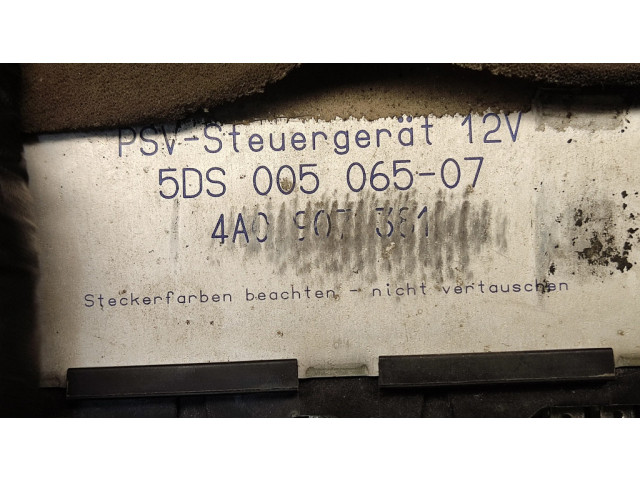 PSV-Steuergerät 12V
5DS 005 065-07
4A0 907 381
Steckerfarben beachten - nicht vertauschen